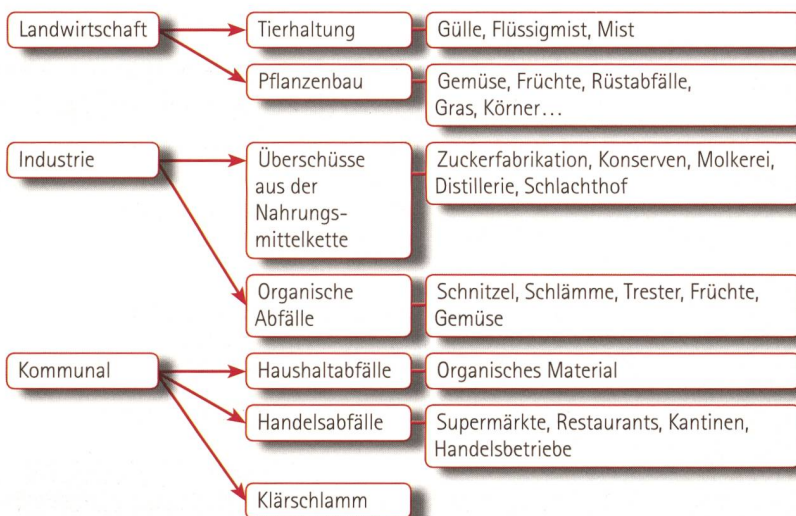 Landwirtschaft
Tierhaltung
Gülle, Flüssigmist, Mist
Pflanzenbau
Gemüse, Früchte, Rüstabfälle,
Gras, Körner…
Industrie
Überschüsse
aus der
Nahrungs-
mittelkette
Zuckerfabrikation, Konserven, Molkerei,
Distillerie, Schlachthof
Organische
Abfälle
Schnitzel, Schlämme, Trester, Früchte,
Gemüse
Kommunal
Haushaltabfälle
Organisches Material
Handelsabfälle
Supermärkte, Restaurants, Kantinen,
Handelsbetriebe
Klärschlamm